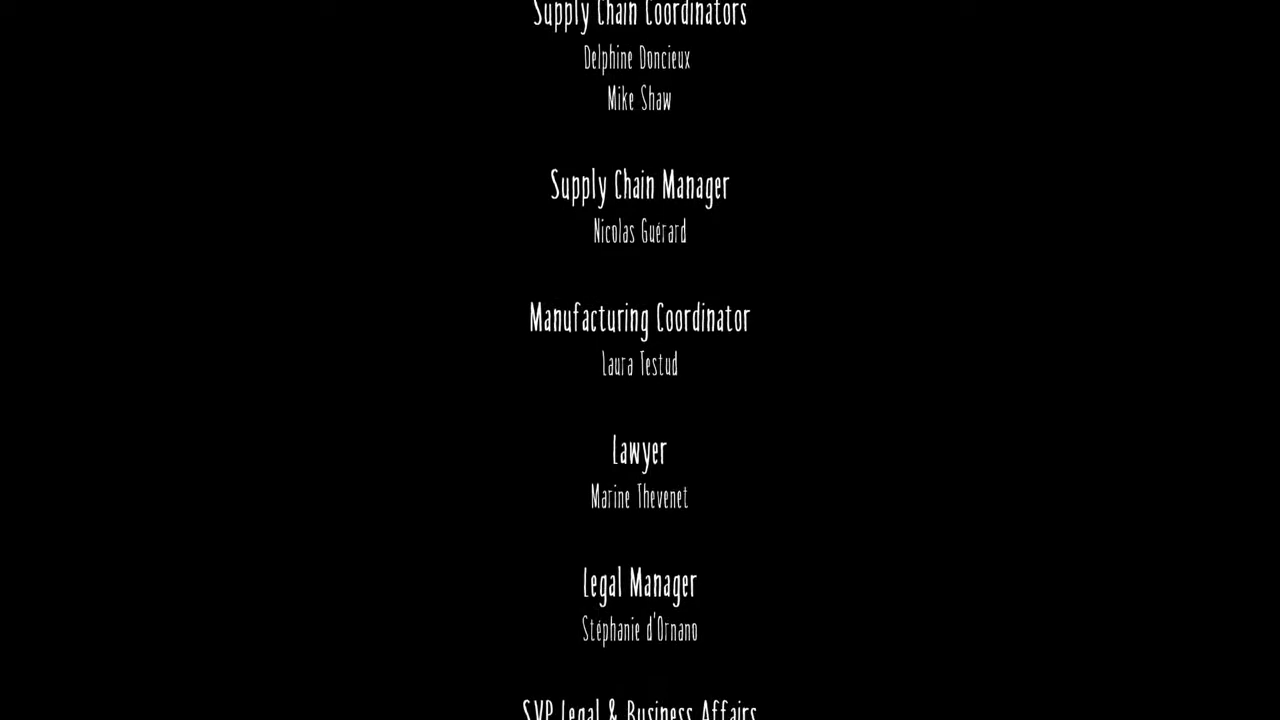 Supply Chain Coordinators
Delphine Doncieux
Mike Shaw
Supply Chain Manager
Nicolas Guérard
Manufacturing Coordinator
Laura Testud
Lawyer
Marine Thevenet
Legal Manager
Stéphanie d'Ornano
SVP Legal & Business Affairs